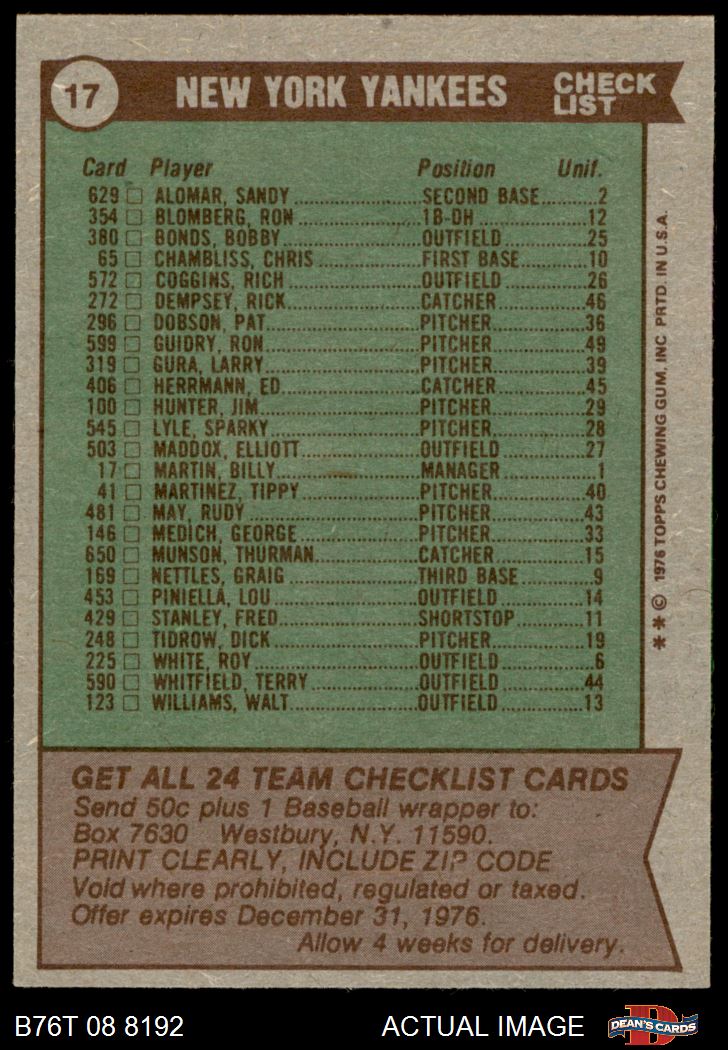 17 NEW YORK YANKEES CHECK LIST
Card Player Position Unif.
629 ALOMAR, SANDY SECOND BASE 2
354 BLOMBERG, RON 1B-DH 12
380 BONDS, BOBBY OUTFIELD 25
65 CHAMBLISS, CHRIS FIRST BASE 10
572 COGGINS, RICH OUTFIELD 26
272 DEMPSEY, RICK CATCHER 46
296 DOBSON, PAT PITCHER 36
599 GUIDRY, RON PITCHER 49
319 GURA, LARRY PITCHER 39
406 HERRMANN, ED CATCHER 45
100 HUNTER, JIM PITCHER 29
545 LYLE, SPARKY PITCHER 28
503 MADDOX, ELLIOTT OUTFIELD 27
17 MARTIN, BILLY MANAGER 1
41 MARTINEZ, TIPPY PITCHER 40
481 MAY, RUDY PITCHER 43
146 MEDICH, GEORGE PITCHER 33
650 MUNSON, THURMAN CATCHER 15
169 NETTLES, GRAIG THIRD BASE 9
453 PINIELLA, LOU OUTFIELD 14
429 STANLEY, FRED SHORTSTOP 11
248 TIDROW, DICK PITCHER 19
225 WHITE, ROY OUTFIELD 6
590 WHITFIELD, TERRY OUTFIELD 44
123 WILLIAMS, WALT OUTFIELD 13
* * © 1976 TOPPS CHEWING GUM, INC PRTD. IN U.S.A.
GET ALL 24 TEAM CHECKLIST CARDS
Send 50c plus 1 Baseball wrapper to:
Box 7630 Westbury, N.Y. 11590.
PRINT CLEARLY, INCLUDE ZIP CODE
Void where prohibited, regulated or taxed.
Offer expires December 31, 1976.
Allow 4 weeks for delivery.
B76T 08 8192 ACTUAL IMAGE D DEAN'S CARDS